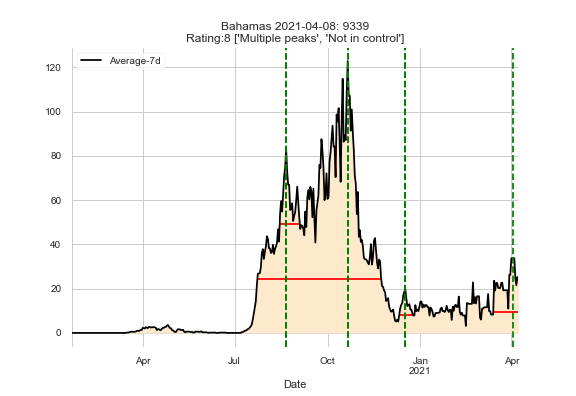 Bahamas 2021-04-08: 9339
Rating:8 ['Multiple peaks', 'Not in control']
Average-7d
120
100
80
60
40
20
0
Apr
Jul
Oct
Jan
2021
Apr
Date